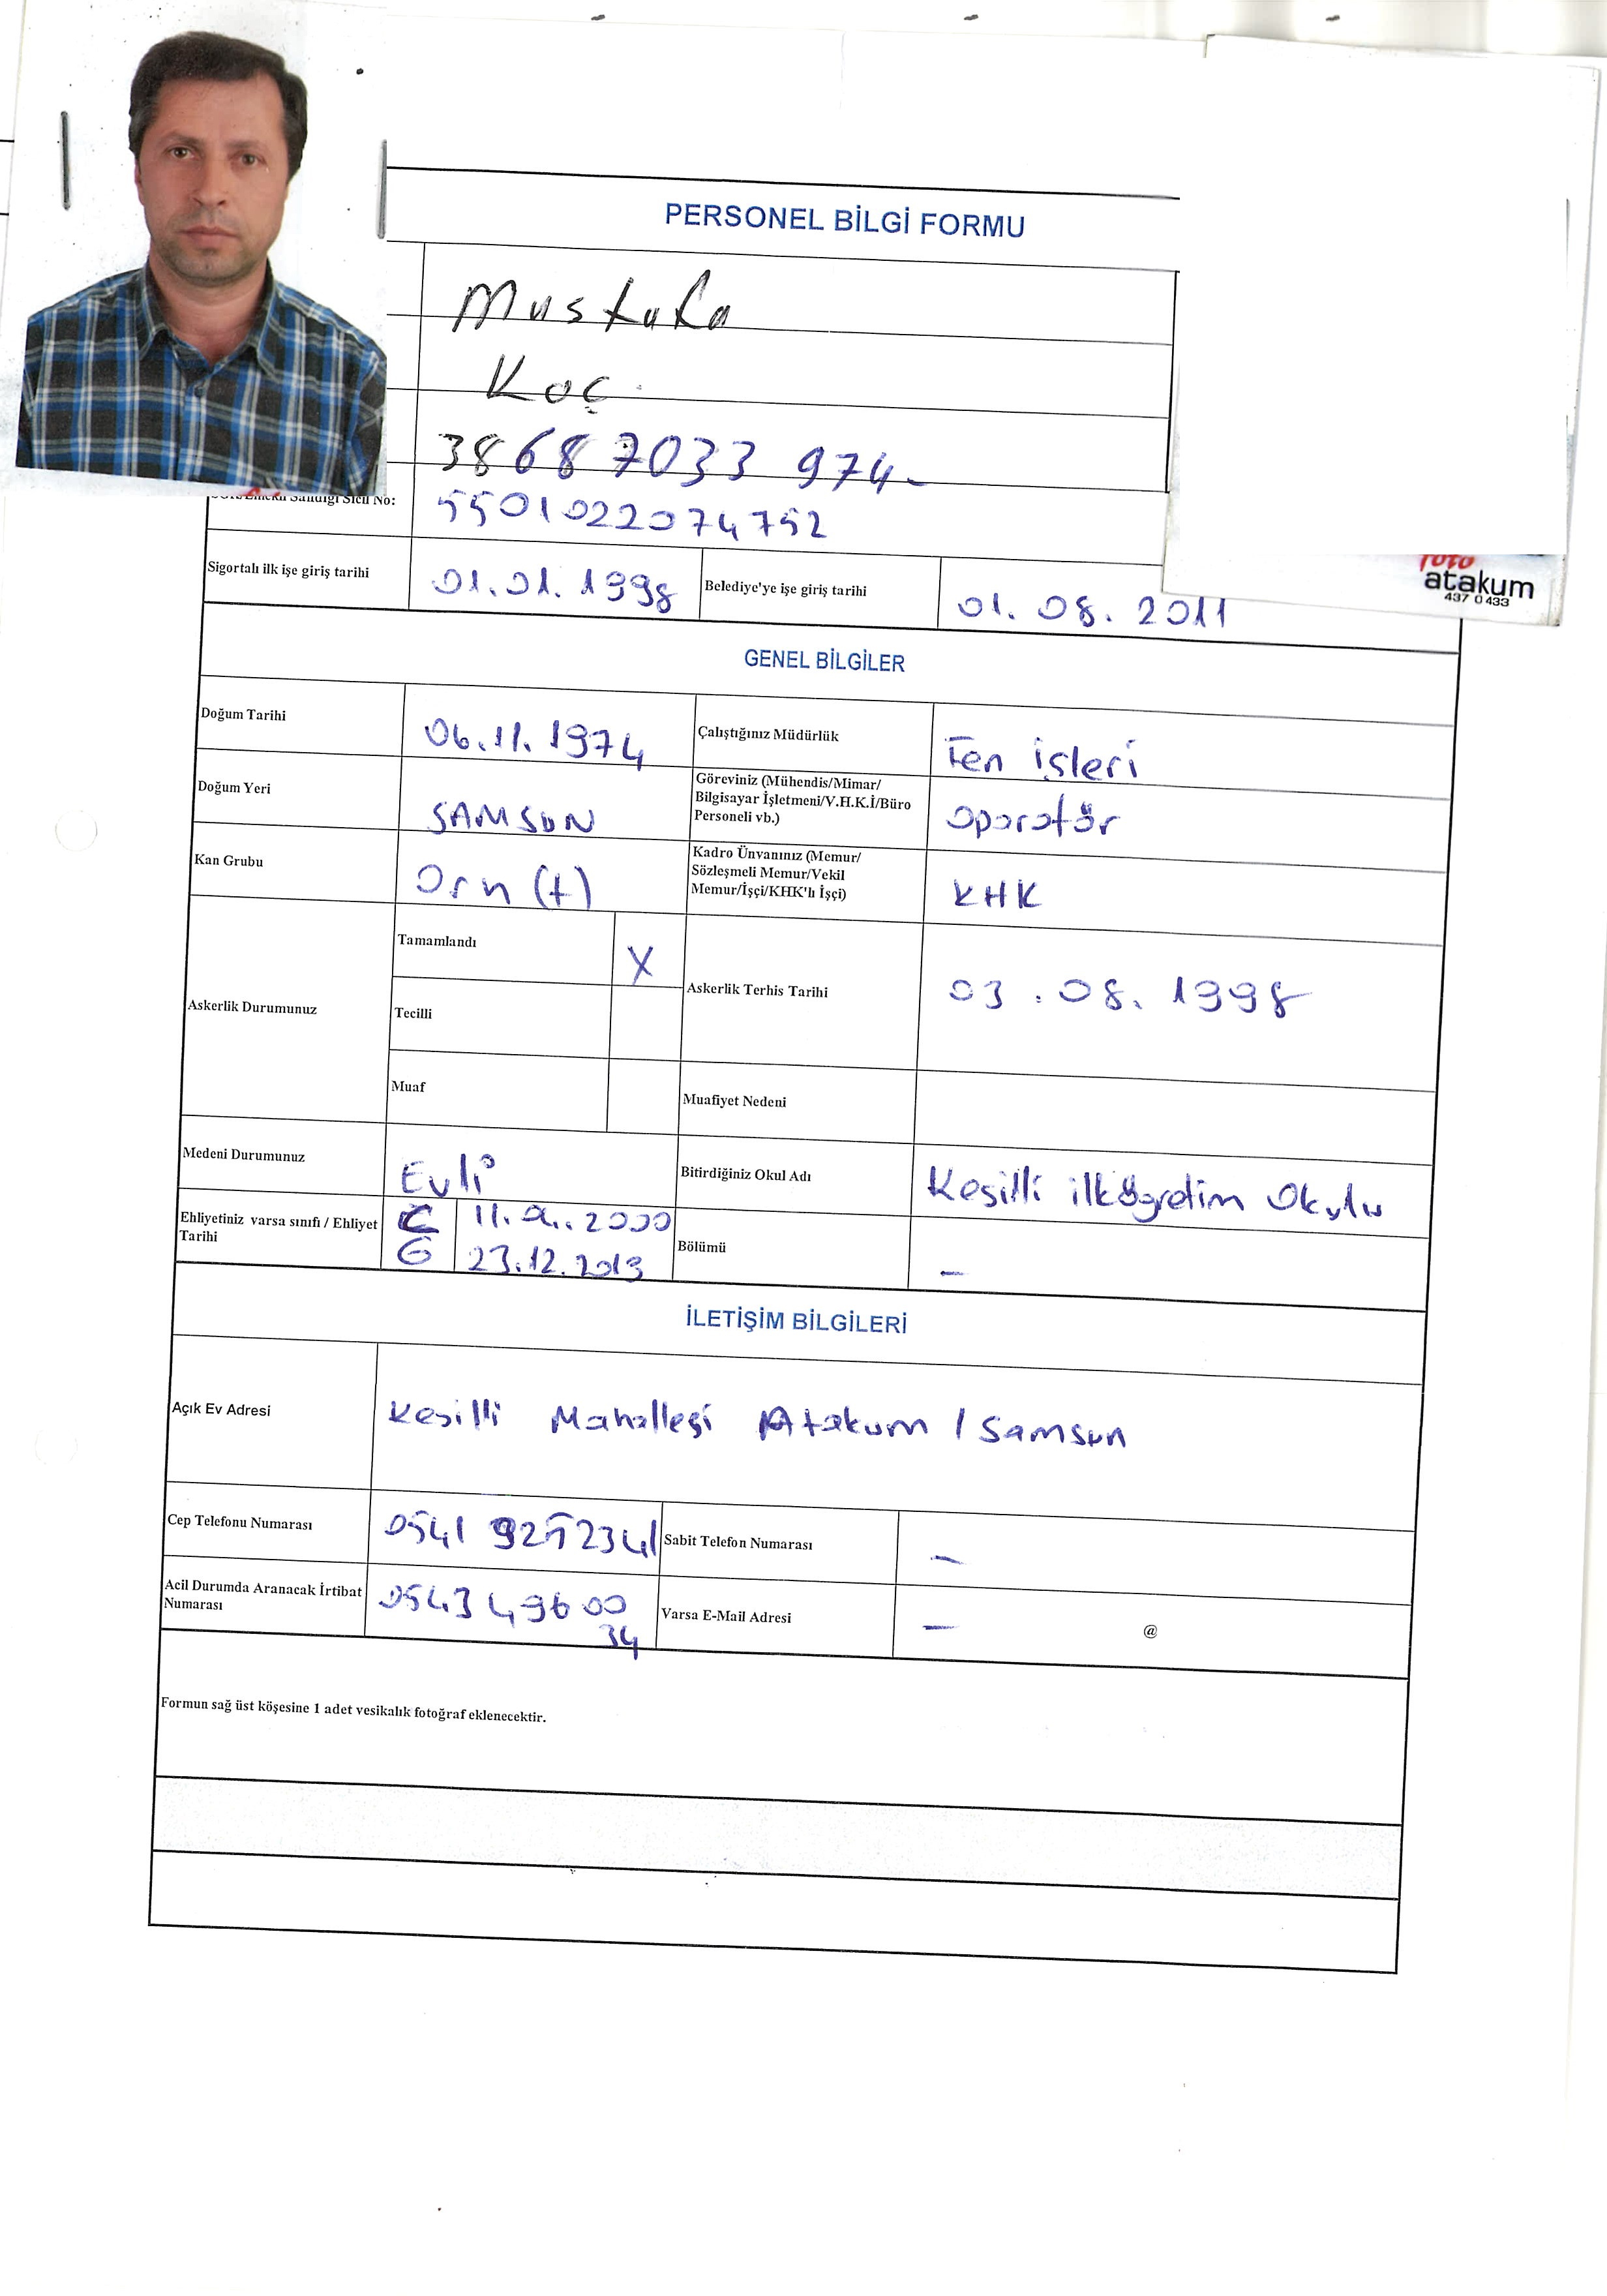 PERSONEL BİLGİ FORMU
Mustafa
Koç
38687033 974
Sandığı Sicil No: 5501022074752
Sigortalı ilk işe giriş tarihi 01.01.1998 Belediye'ye işe giriş tarihi 01.08.2011
foto
atakum
437 0 433
GENEL BİLGİLER
Doğum Tarihi 06.11.1974 Çalıştığınız Müdürlük Fen işleri
Doğum Yeri SAMSUN Göreviniz (Mühendis/Mimar/
Bilgisayar İşletmeni/V.H.K.İ/Büro
Personeli vb.) operatör
Kan Grubu Orh (+) Kadro Ünvanınız (Memur/
Sözleşmeli Memur/Vekil
Memur/İşçi/KHK'lı İşçi) KHK
Askerlik Durumunuz Tamamlandı X Askerlik Terhis Tarihi 03.08.1998
Tecilli
Muaf Muafiyet Nedeni
Medeni Durumunuz Evli Bitirdiğiniz Okul Adı Kesilli ilköğretim Okulu
Ehliyetiniz varsa sınıfı / Ehliyet
Tarihi
C 2000
G 23.12.2013
Bölümü -
İLETİŞİM BİLGİLERİ
Açık Ev Adresi Kesilli Mahallesi Atakum / Samsun
Cep Telefonu Numarası 0541 Sabit Telefon Numarası -
Acil Durumda Aranacak İrtibat
Numarası 0543 496 00
34
Varsa E-Mail Adresi - @
Formun sağ üst köşesine 1 adet vesikalık fotoğraf eklenecektir.